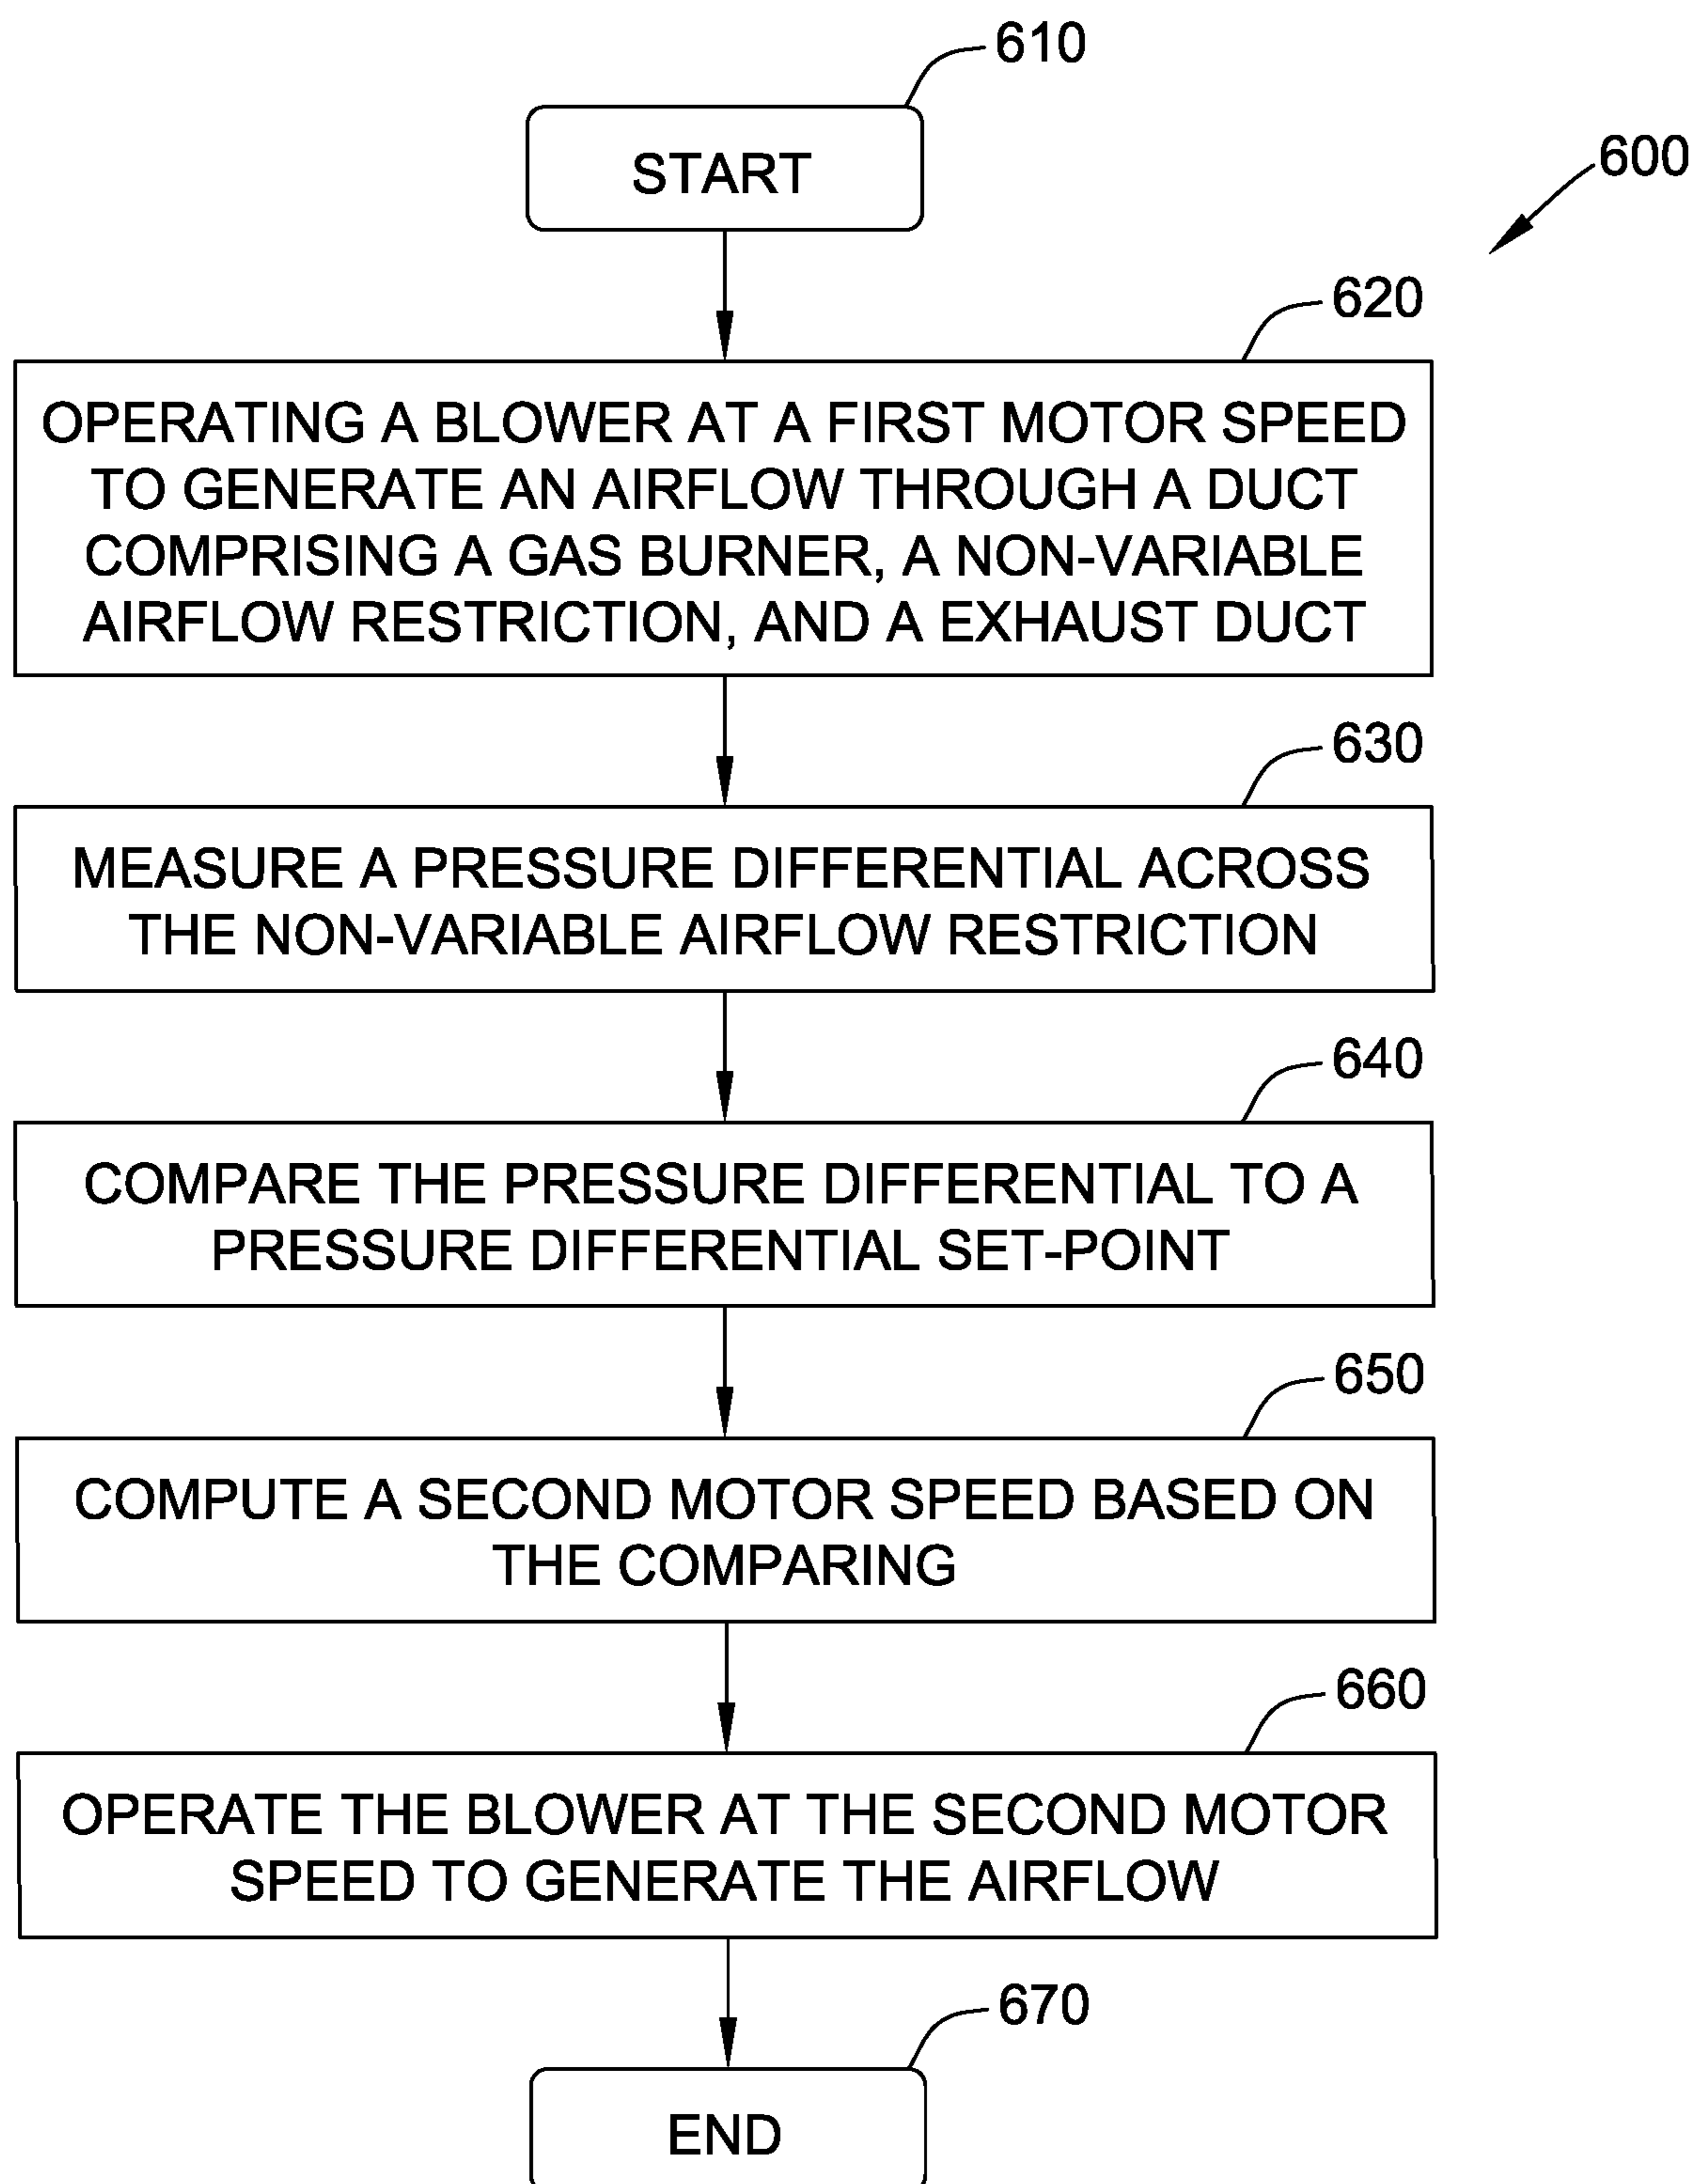 610
START
600
620
OPERATING A BLOWER AT A FIRST MOTOR SPEED
TO GENERATE AN AIRFLOW THROUGH A DUCT
COMPRISING A GAS BURNER, A NON-VARIABLE
AIRFLOW RESTRICTION, AND A EXHAUST DUCT
630
MEASURE A PRESSURE DIFFERENTIAL ACROSS
THE NON-VARIABLE AIRFLOW RESTRICTION
640
COMPARE THE PRESSURE DIFFERENTIAL TO A
PRESSURE DIFFERENTIAL SET-POINT
650
COMPUTE A SECOND MOTOR SPEED BASED ON
THE COMPARING
660
OPERATE THE BLOWER AT THE SECOND MOTOR
SPEED TO GENERATE THE AIRFLOW
670
END